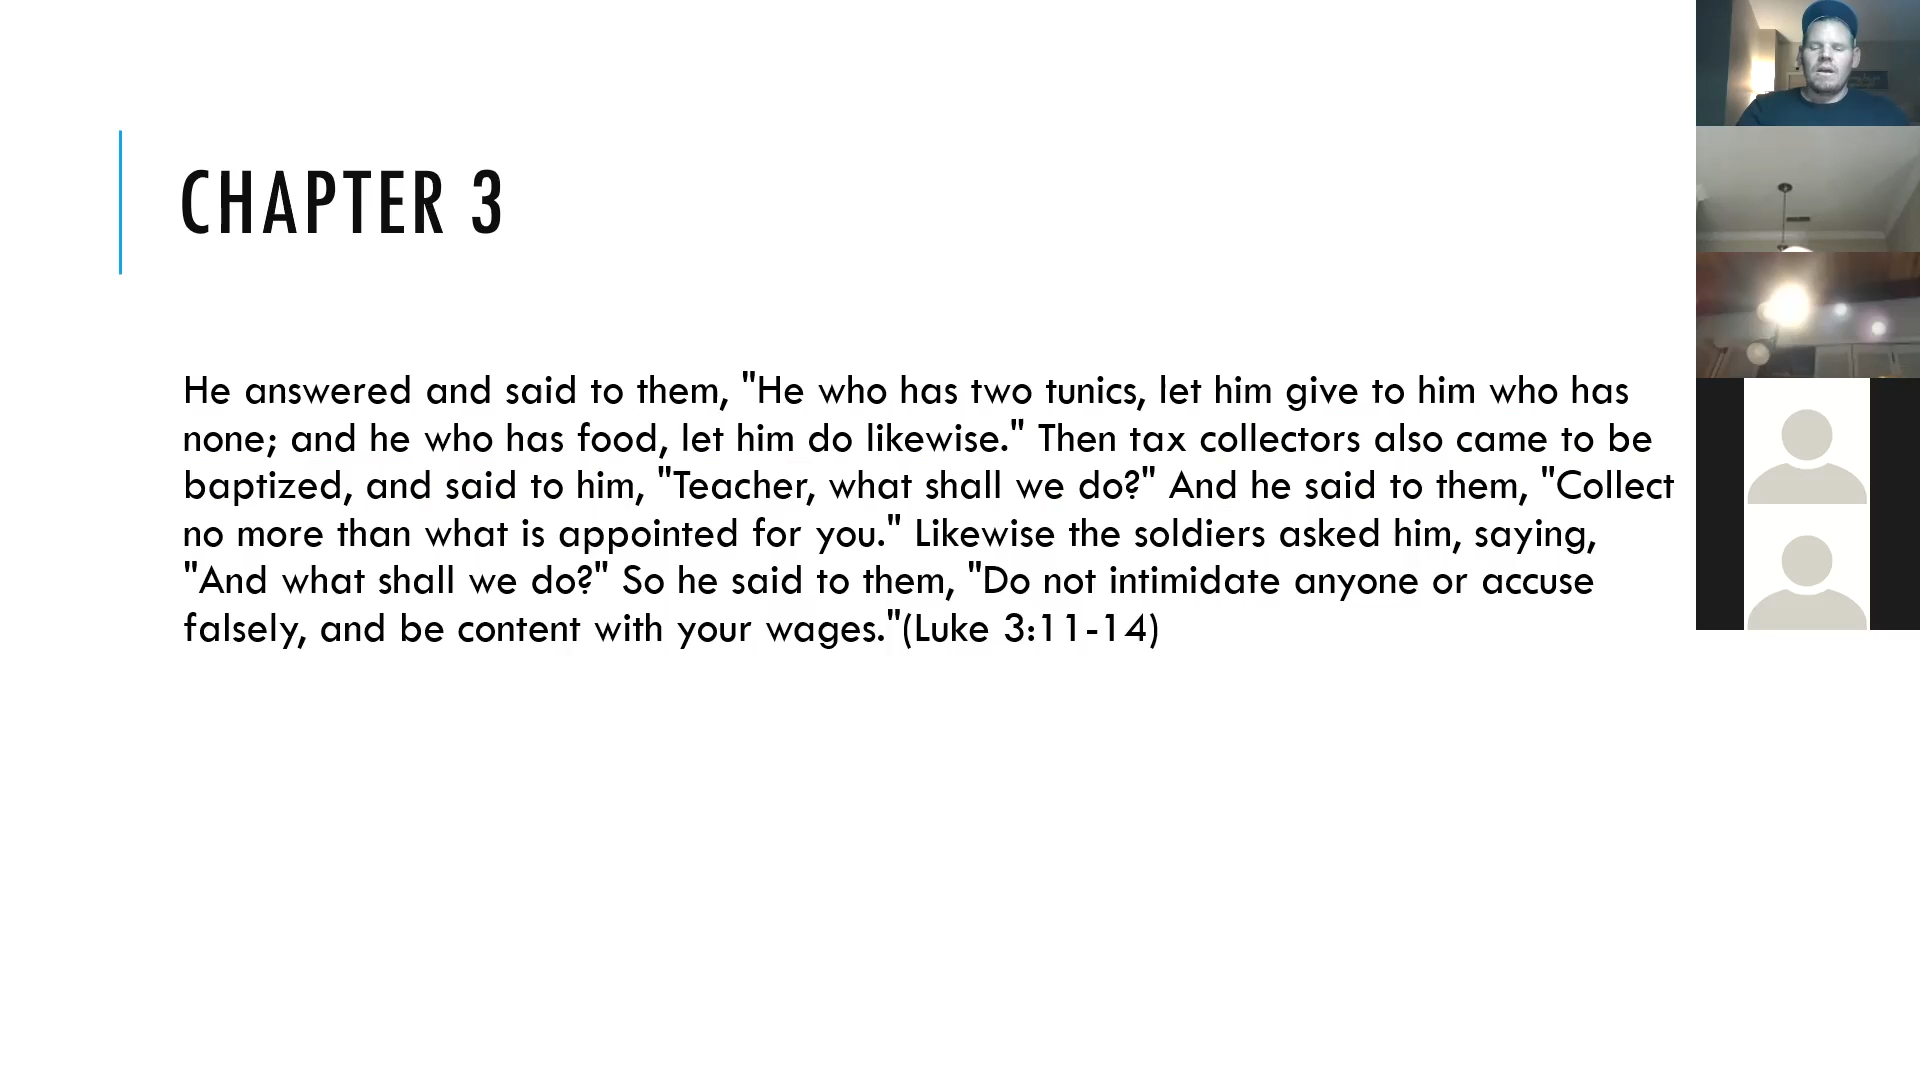 CHAPTER 3
He answered and said to them, "He who has two tunics, let him give to him who has
none; and he who has food, let him do likewise." Then tax collectors also came to be
baptized, and said to him, "Teacher, what shall we do?" And he said to them, "Collect
no more than what is appointed for you." Likewise the soldiers asked him, saying,
"And what shall we do?" So he said to them, "Do not intimidate anyone or accuse
falsely, and be content with your wages."(Luke 3:11-14)